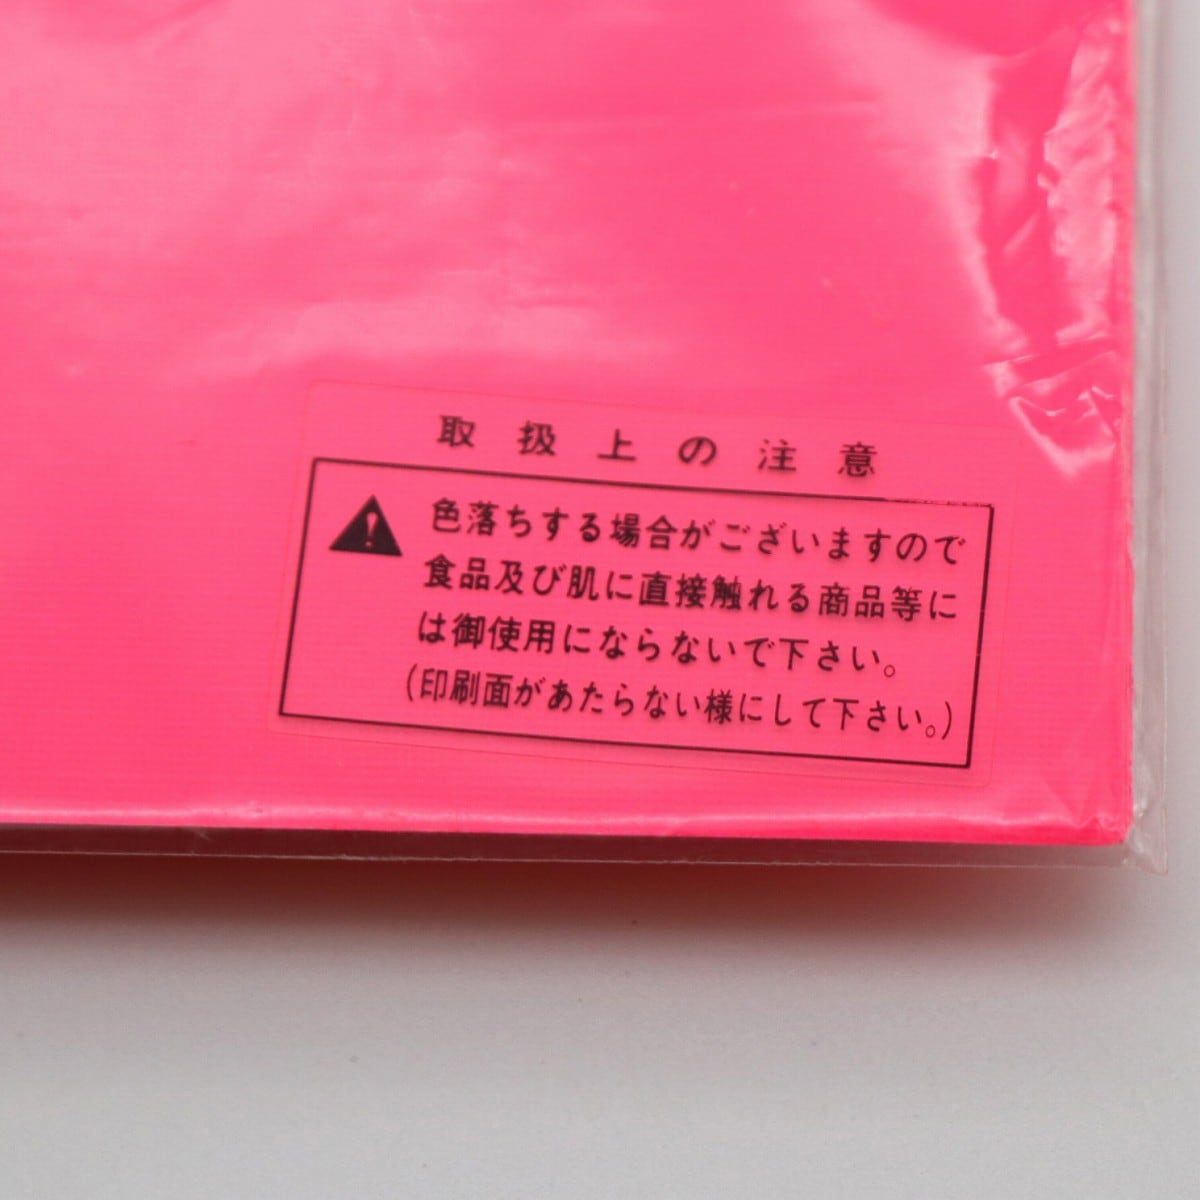 取扱上の注意
色落ちする場合がございますので
食品及び肌に直接触れる商品等に
は御使用にならないで下さい。
(印刷面があたらない様にして下さい。)